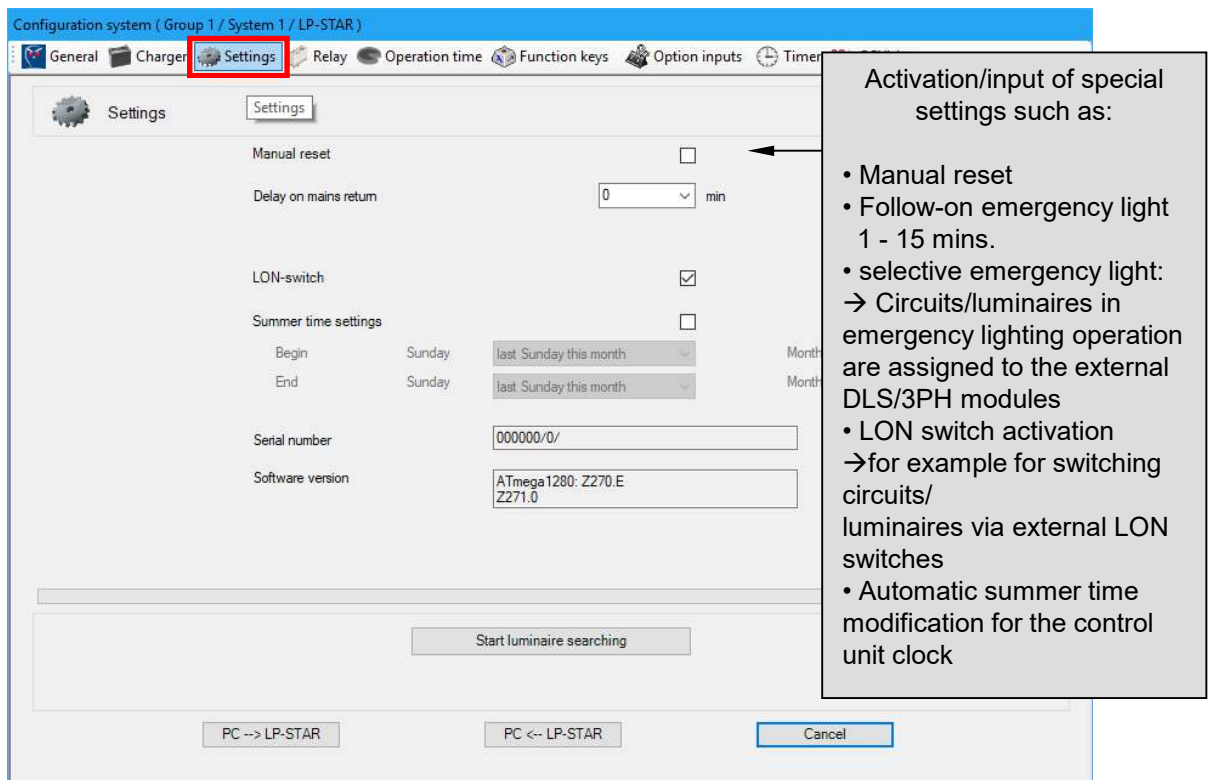 Configuration system ( Group 1 / System 1 / LP-STAR )
General Charger Settings Relay Operation time Function keys Option inputs Timer
Settings Settings
Manual reset
Delay on mains return 0 min
LON-switch
Summer time settings
Begin Sunday last Sunday this month Month
End Sunday last Sunday this month Month
Serial number 000000/0/
Software version ATmega1280: Z270.E
Z271.0
Start luminaire searching
PC --> LP-STAR PC <-- LP-STAR Cancel
Activation/input of special
settings such as:
• Manual reset
• Follow-on emergency light
1 - 15 mins.
• selective emergency light:
→ Circuits/luminaires in
emergency lighting operation
are assigned to the external
DLS/3PH modules
• LON switch activation
→for example for switching
circuits/
luminaires via external LON
switches
• Automatic summer time
modification for the control
unit clock